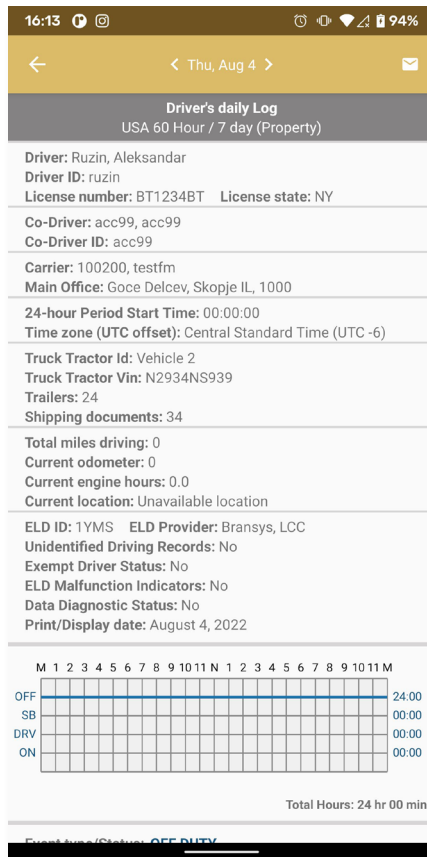 16:13 94%
Thu, Aug 4
Driver's daily Log
USA 60 Hour / 7 day (Property)
Driver: Ruzin, Aleksandar
Driver ID: ruzin
License number: BT1234BT License state: NY
Co-Driver: acc99, acc99
Co-Driver ID: acc99
Carrier: 100200, testfm
Main Office: Goce Delcev, Skopje IL, 1000
24-hour Period Start Time: 00:00:00
Time zone (UTC offset): Central Standard Time (UTC -6)
Truck Tractor Id: Vehicle 2
Truck Tractor Vin: N2934NS939
Trailers: 24
Shipping documents: 34
Total miles driving: 0
Current odometer: 0
Current engine hours: 0.0
Current location: Unavailable location
ELD ID: 1YMS ELD Provider: Bransys, LCC
Unidentified Driving Records: No
Exempt Driver Status: No
ELD Malfunction Indicators: No
Data Diagnostic Status: No
Print/Display date: August 4, 2022
M 1 2 3 4 5 6 7 8 9 10 11 N 1 2 3 4 5 6 7 8 9 10 11 M
OFF 24:00
SB 00:00
DRV 00:00
ON 00:00
Total Hours: 24 hr 00 min
Event type/Status: OFF DUTY